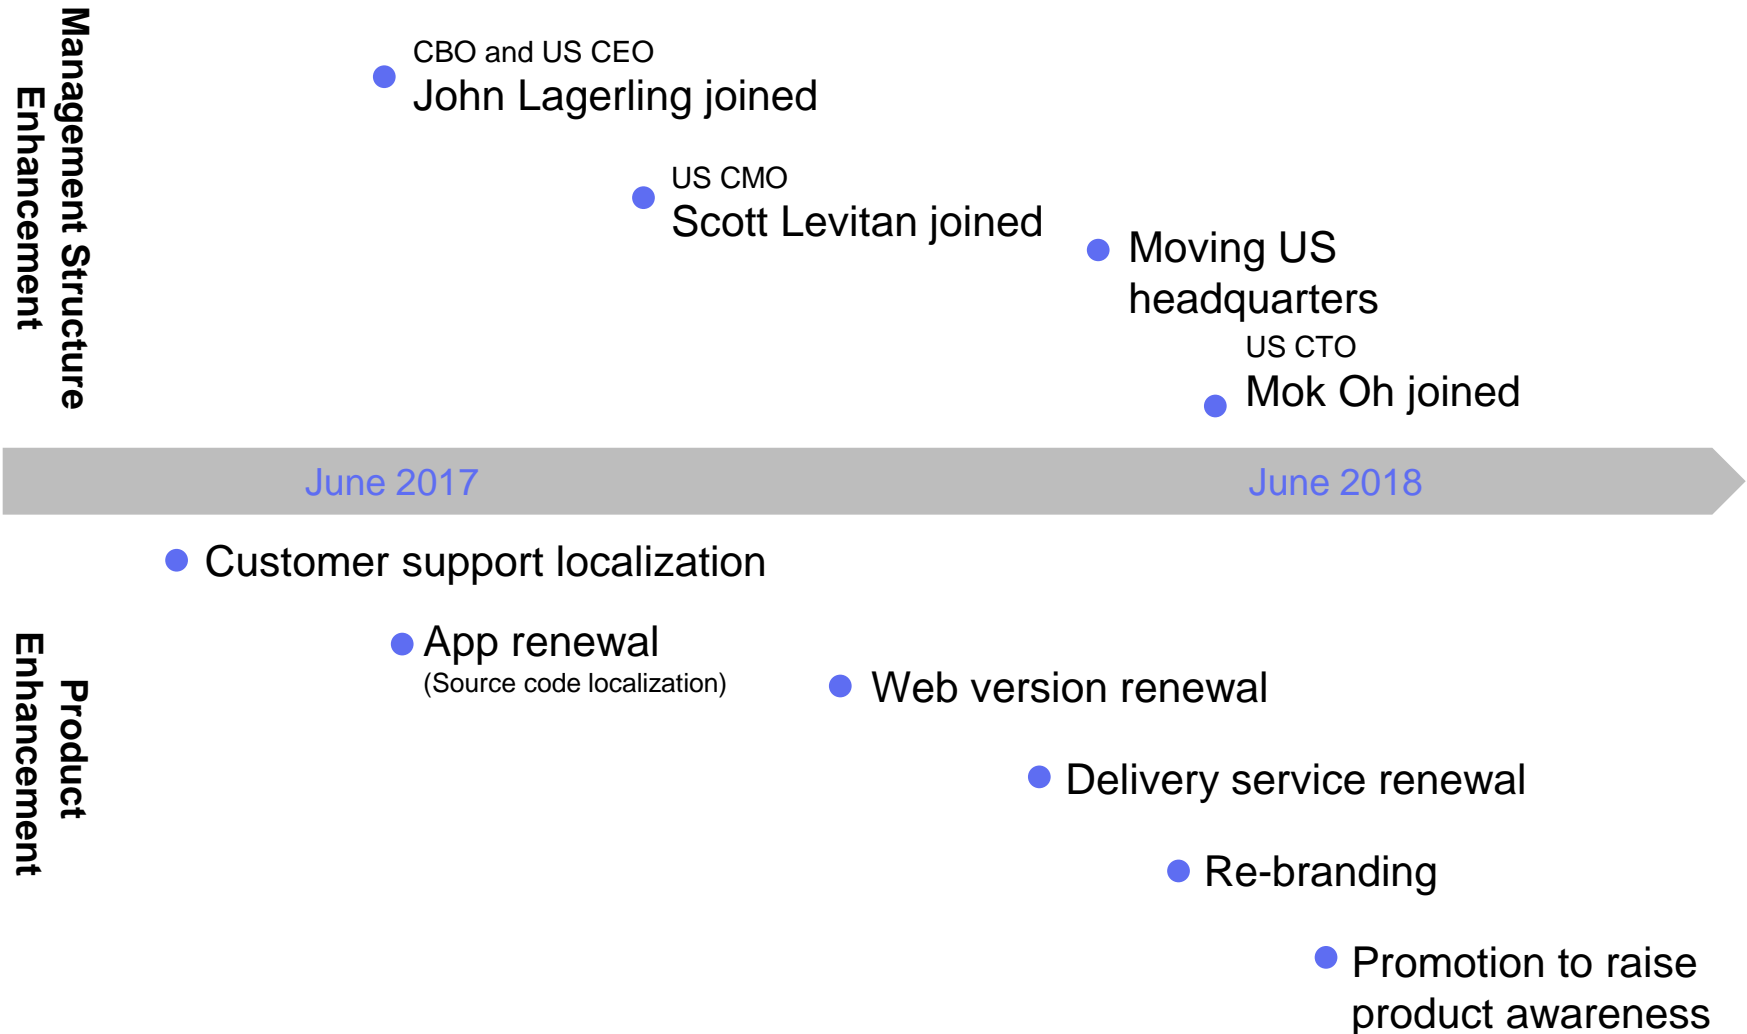 Management Structure
Enhancement
CBO and US CEO
John Lagerling joined
US CMO
Scott Levitan joined
Moving US
headquarters
US CTO
Mok Oh joined
June 2017
June 2018
Product
Enhancement
Customer support localization
App renewal
(Source code localization)
Web version renewal
Delivery service renewal
Re-branding
Promotion to raise
product awareness